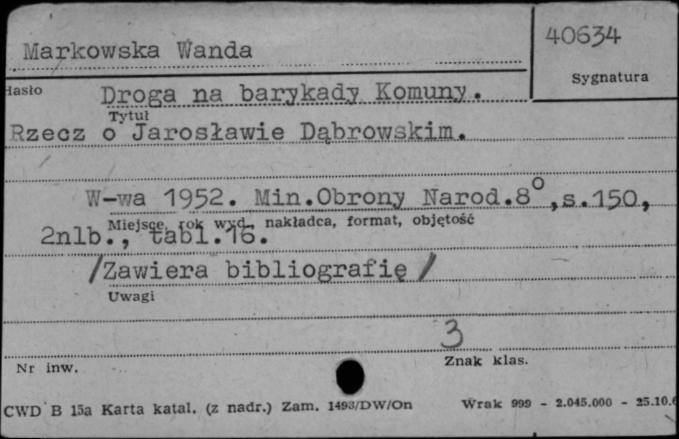 Markowska Wanda
40634
Sygnatura
Hasło
Droga na barykady Komuny.
Tytuł
Rzecz o Jarosławie Dąbrowskim.
W-wa 1952. Min.Obrony Narod.8°,s.150,
Miejsce, rok wyd., nakładca, format, objętość
2nlb., tabl.16.
/Zawiera bibliografię/
Uwagi
3
Nr inw.
Znak klas.
CWD B 15a Karta katal. (z nadr.) Zam. 1493/DW/On
Wrak 999 - 2.045.000 - 25.10.